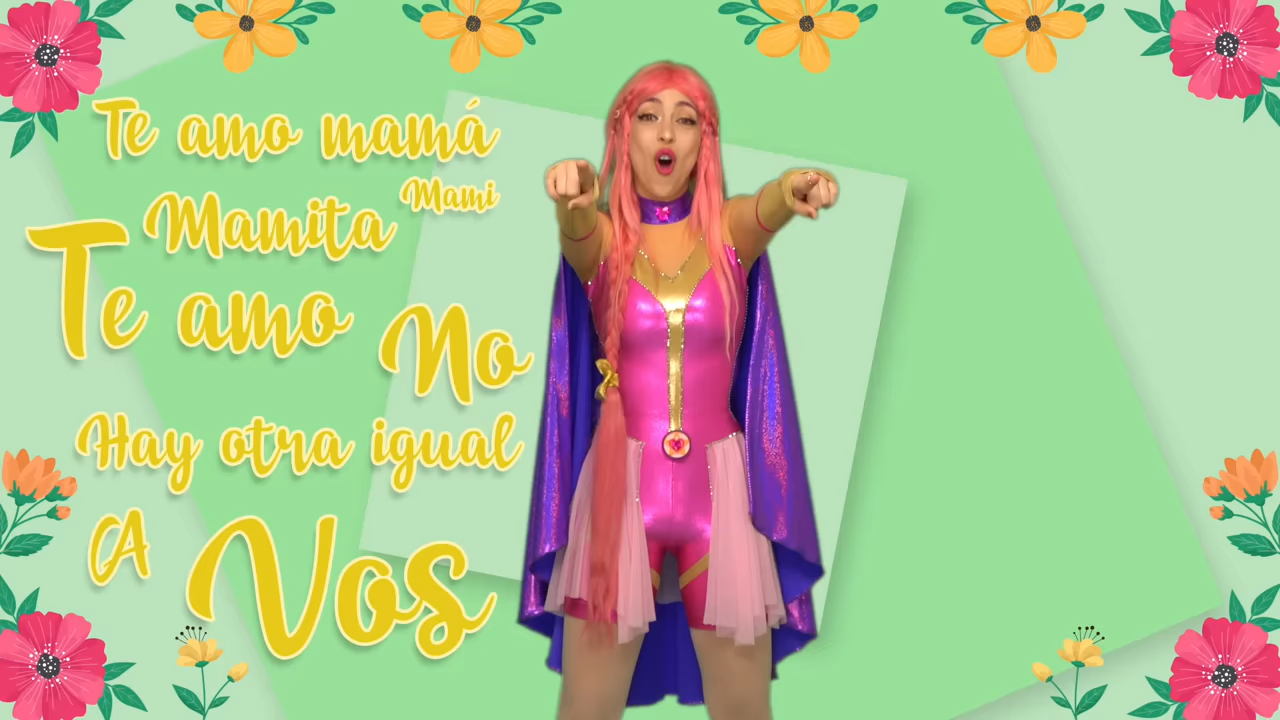 Te amo mamá
Mamita Mami
Te amo No
Hay otra igual
A Vos